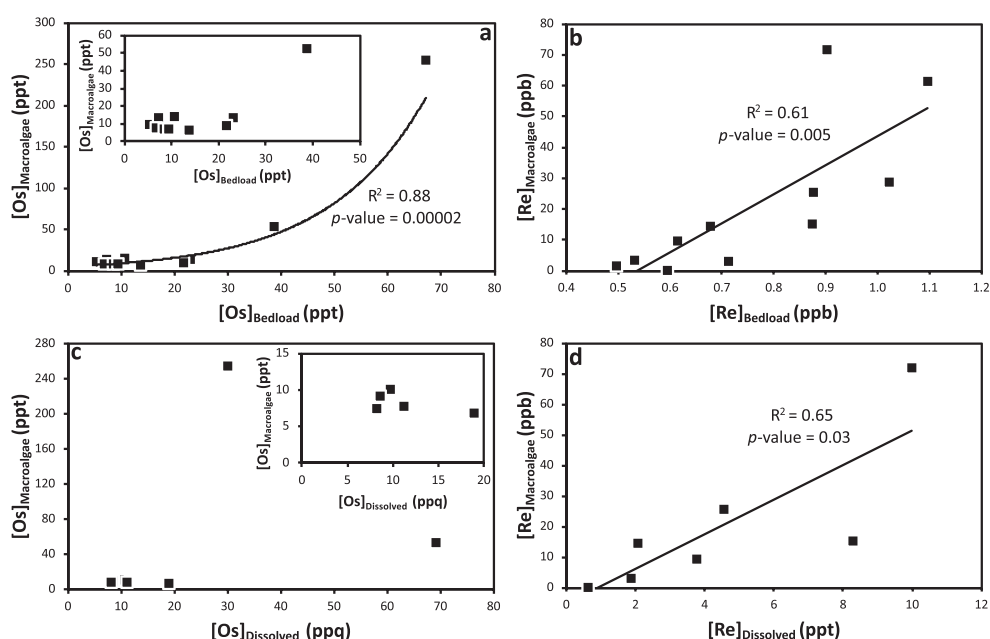 a
[Os]Macroalgae (ppt)
300
250
200
150
100
50
0
0 10 20 30 40 50 60 70 80
[Os]Bedload (ppt)
R² = 0.88
p-value = 0.00002
[Os]Macroalgae (ppt)
60
50
40
30
20
10
0
0 10 20 30 40 50
[Os]Bedload (ppt)
b
[Re]Macroalgae (ppb)
80
70
60
50
40
30
20
10
0
0.4 0.5 0.6 0.7 0.8 0.9 1.0 1.1 1.2
[Re]Bedload (ppb)
R² = 0.61
p-value = 0.005
c
[Os]Macroalgae (ppt)
280
240
200
160
120
80
40
0
0 10 20 30 40 50 60 70 80
[Os]Dissolved (ppq)
[Os]Macroalgae (ppt)
15
10
5
0
0 5 10 15 20
[Os]Dissolved (ppq)
d
[Re]Macroalgae (ppb)
80
70
60
50
40
30
20
10
0
0 2 4 6 8 10 12
[Re]Dissolved (ppt)
R² = 0.65
p-value = 0.03